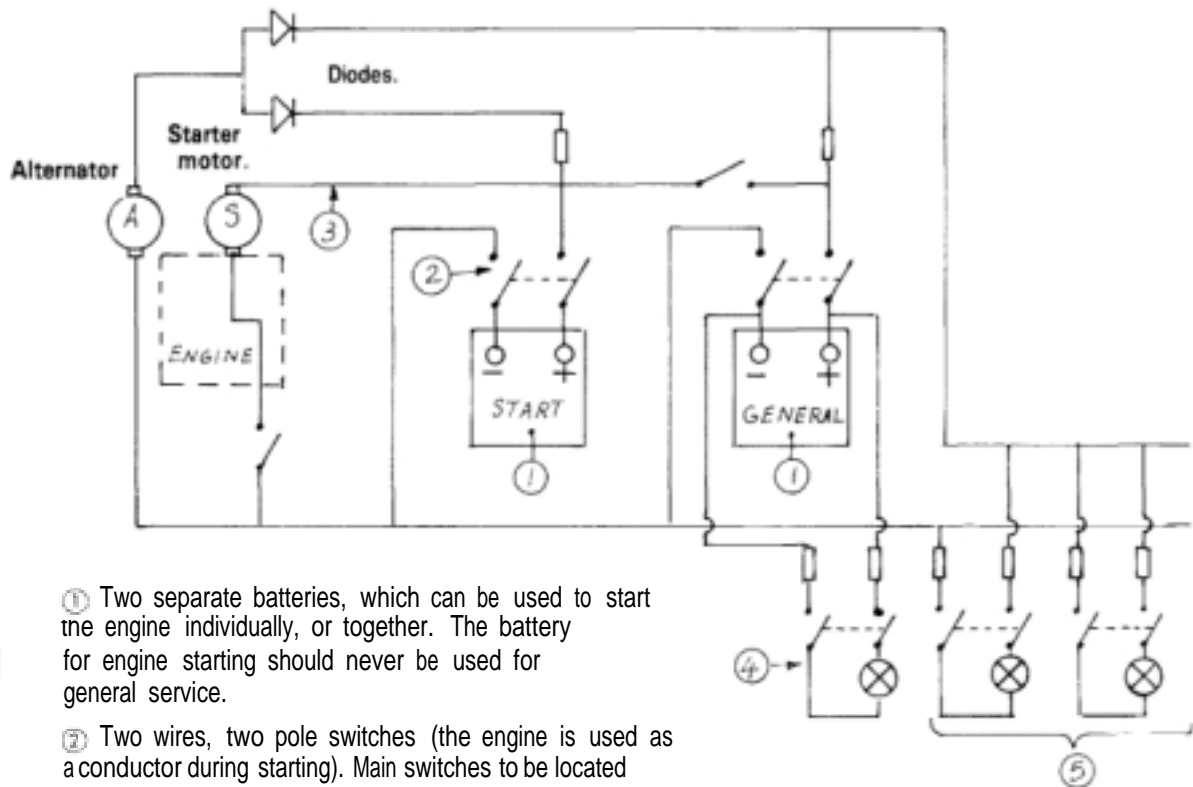 Diodes.
Starter
motor.
Alternator
A
S
3
2
ENGINE
- +
START
- +
GENERAL
1
1
4
5
① Two separate batteries, which can be used to start
the engine individually, or together. The battery
for engine starting should never be used for
general service.
② Two wires, two pole switches (the engine is used as
a conductor during starting). Main switches to be located